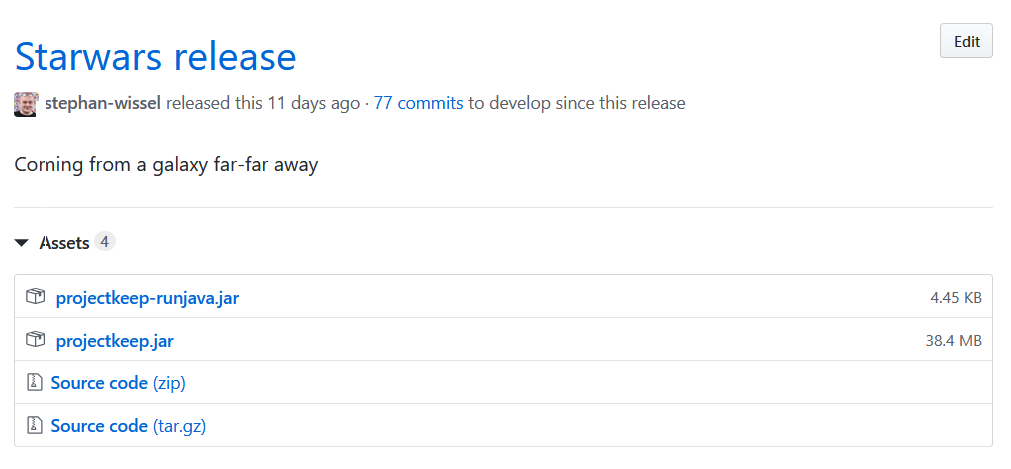 Starwars release
Edit
stephan-wissel released this 11 days ago · 77 commits to develop since this release
Coming from a galaxy far-far away
Assets 4
projectkeep-runjava.jar 4.45 KB
projectkeep.jar 38.4 MB
Source code (zip)
Source code (tar.gz)